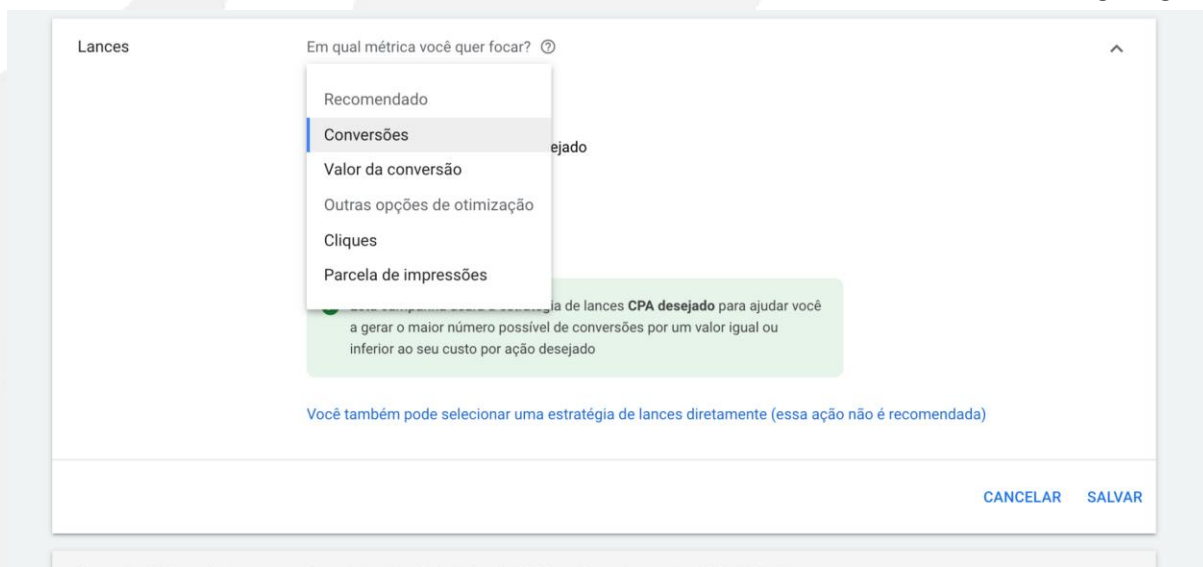 Lances
Em qual métrica você quer focar?
Recomendado
Conversões
ejado
Valor da conversão
Outras opções de otimização
Cliques
Parcela de impressões
ia de lances CPA desejado para ajudar você
a gerar o maior número possível de conversões por um valor igual ou
inferior ao seu custo por ação desejado
Você também pode selecionar uma estratégia de lances diretamente (essa ação não é recomendada)
CANCELAR SALVAR